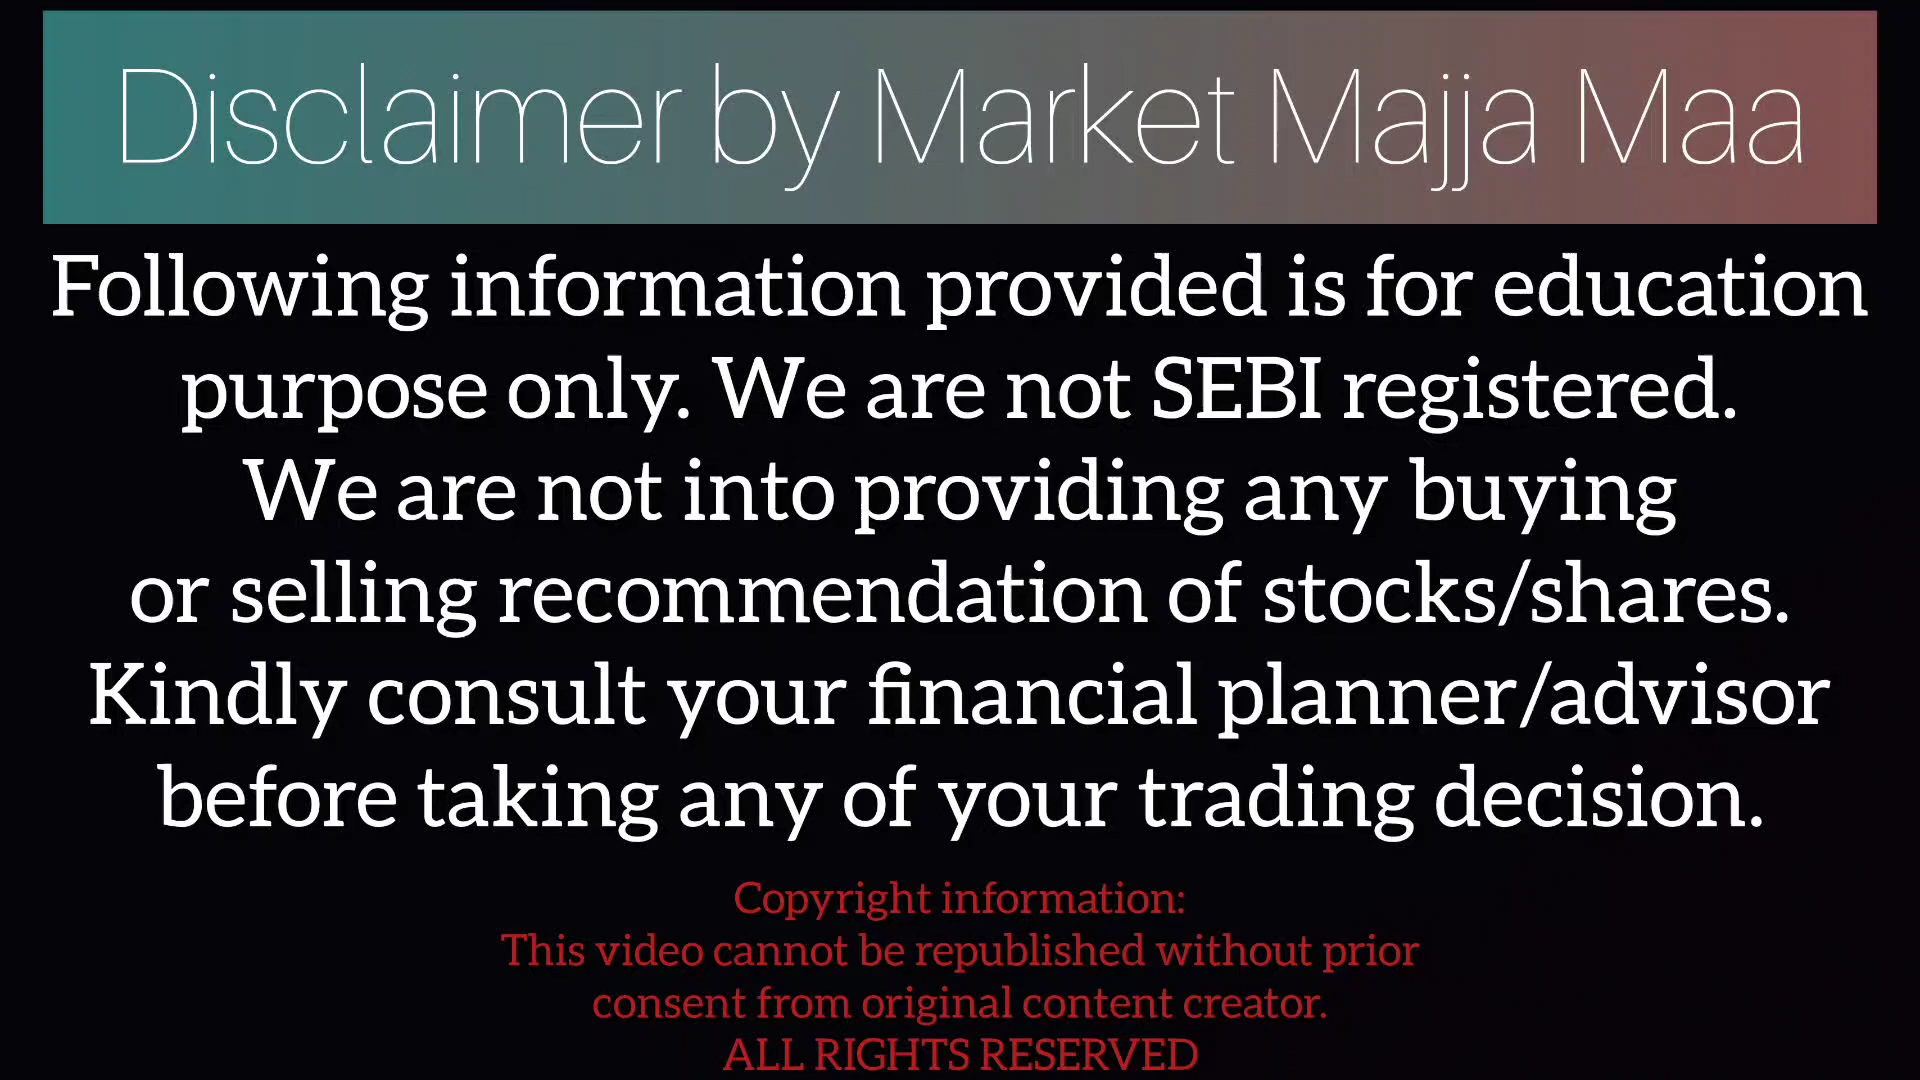 Disclaimer by Market Majja Maa
Following information provided is for education
purpose only. We are not SEBI registered.
We are not into providing any buying
or selling recommendation of stocks/shares.
Kindly consult your financial planner/advisor
before taking any of your trading decision.
Copyright information:
This video cannot be republished without prior
consent from original content creator.
ALL RIGHTS RESERVED